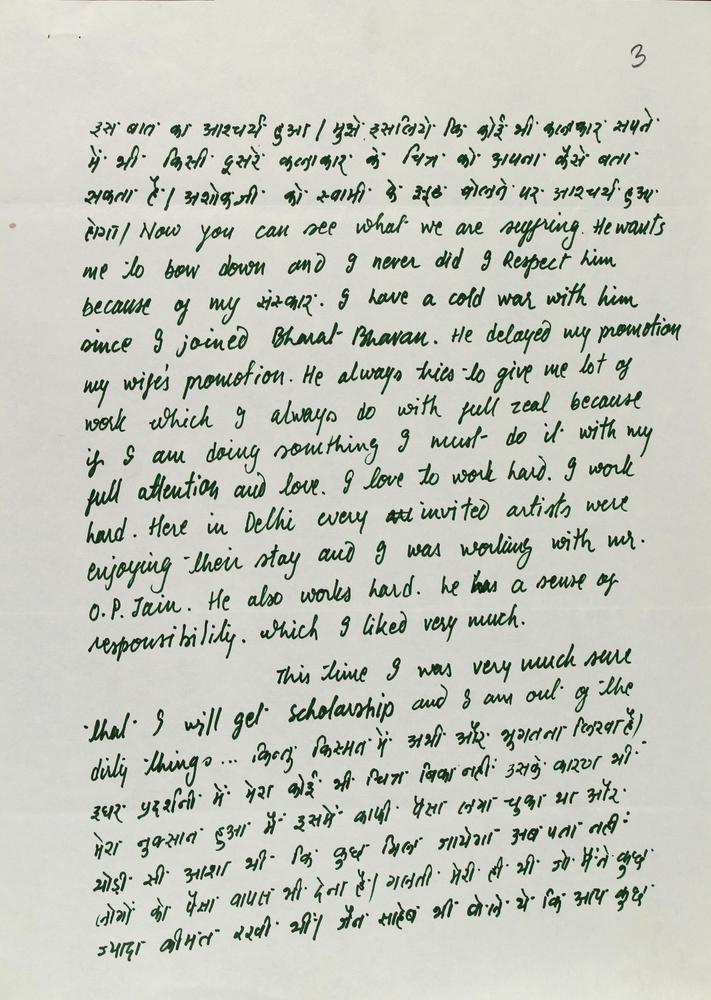 3
इस बात का आश्चर्य हुआ। मुझे इसलिये कि कोई भी कलाकार सपने
में भी किसी दूसरे कलाकार के चित्र को अपना कैसे बता
सकता है। अशोकजी को स्वामी के झूठ बोलने पर आश्चर्य हुआ
होगा। Now you can see what we are suffring. He wants
me to bow down and I never did I Respect him
because of my संस्कार. I have a cold war with him
since I joined Bharat Bhavan. He delayed my promotion
my wife's promotion. He always tries to give me lot of
work which I always do with full zeal because
if I am doing something I must do it with my
full attention and love. I love to work hard. I work
hard. Here in Delhi every invited artists were
enjoying their stay and I was working with mr.
O.P. Jain. He also works hard. he has a sense of
responsibility. which I liked very much.
This time I was very much sure
that I will get scholarship and I am out of the
dirty things... किन्तु किस्मत में अभी और भुगतना लिखा है।
इधर प्रदर्शनी में मेरा कोई भी चित्र बिका नहीं उसके कारण भी
मेरा नुकसान हुआ मैं इसमें काफी पैसा लगा चुका था और
थोड़ी सी आशा थी कि कुछ मिल जायेगा अब पता नहीं
लोगों का पैसा वापस भी देना है। गलती मेरी ही थी जो मैंने कुछ
ज्यादा कीमत रखी थी। जैन साहेब भी बोले थे कि आप कुछ